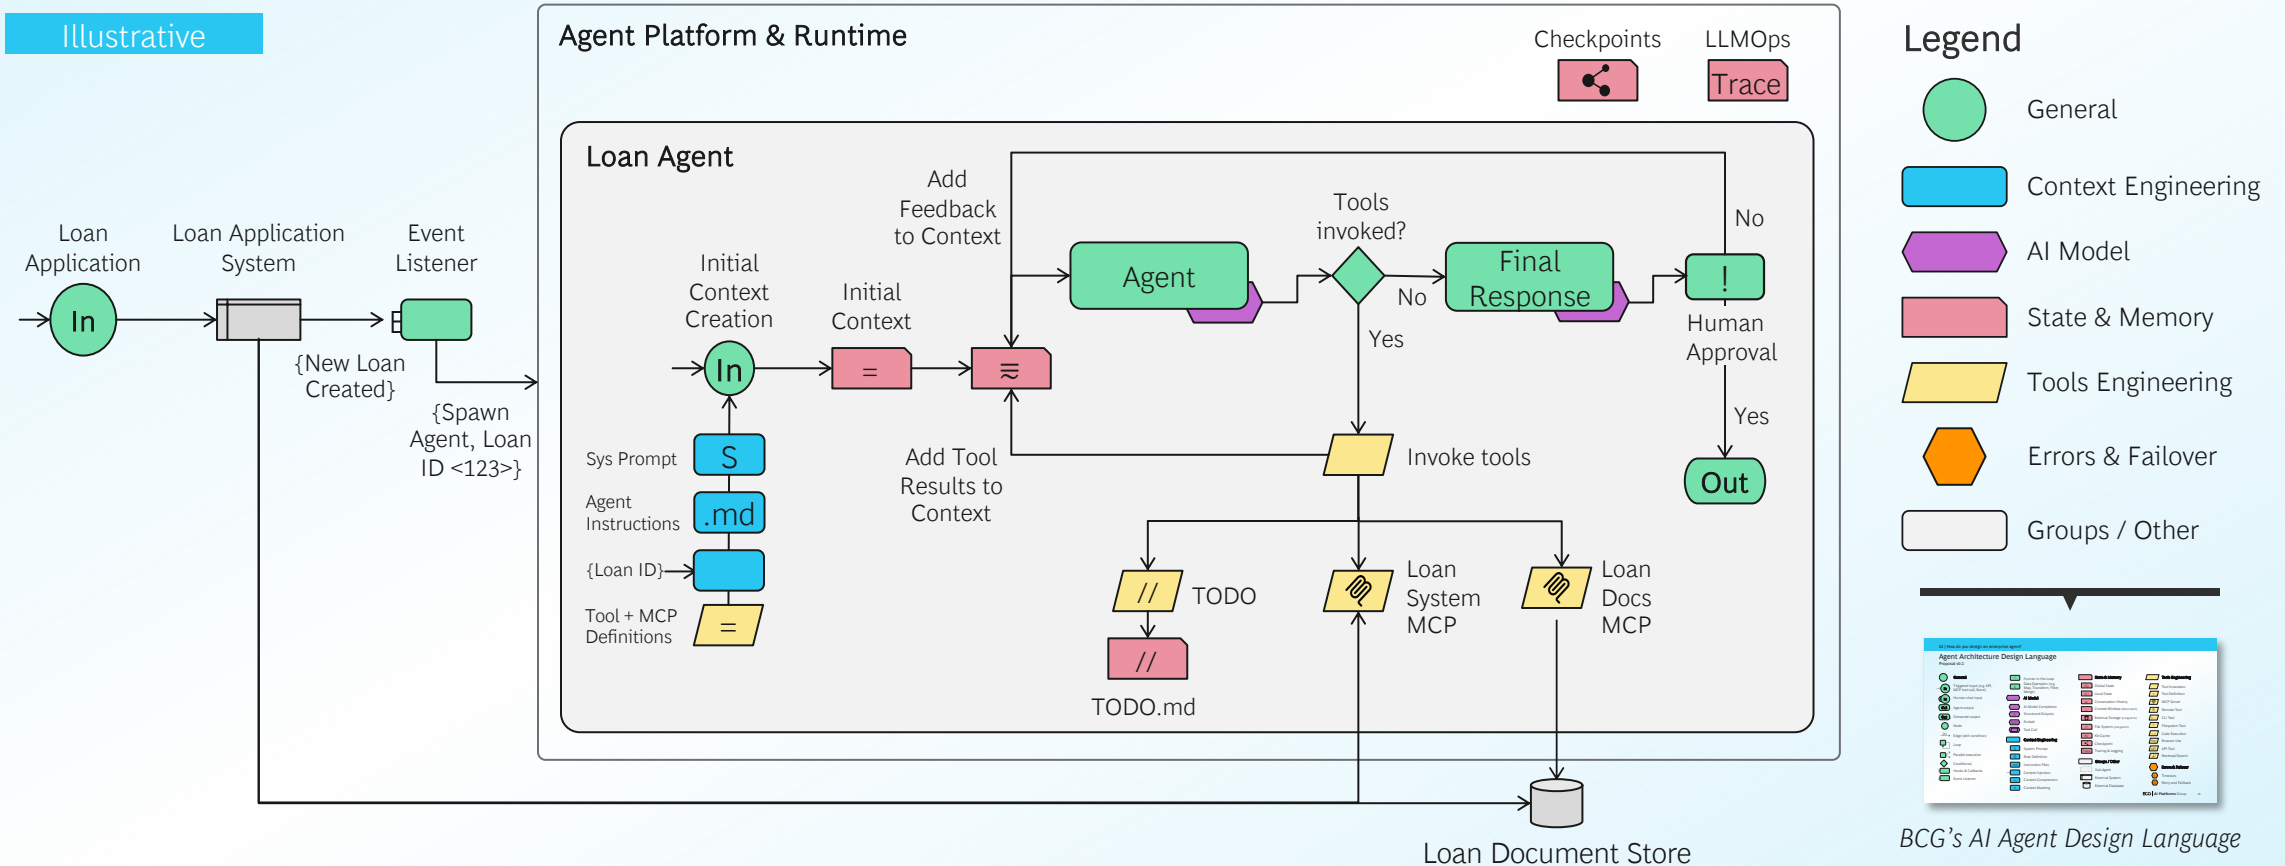 Illustrative
Agent Platform & Runtime
Checkpoints
LLMOps
Trace
Loan Agent
Loan
Application
In
Loan Application
System
Event
Listener
{New Loan
Created}
{Spawn
Agent, Loan
ID <123>}
Initial
Context
Creation
In
Initial
Context
=
Add
Feedback
to Context
Agent
Tools
invoked?
No
Yes
Final
Response
!
No
Human
Approval
Yes
Out
Sys Prompt
S
Agent
Instructions
.md
{Loan ID}
Tool + MCP
Definitions
=
Add Tool
Results to
Context
Invoke tools
//
TODO
//
TODO.md
Loan
System
MCP
Loan
Docs
MCP
Loan Document Store
Legend
General
Context Engineering
AI Model
State & Memory
Tools Engineering
Errors & Failover
Groups / Other
Agent Architecture Design Language
BCG's AI Agent Design Language